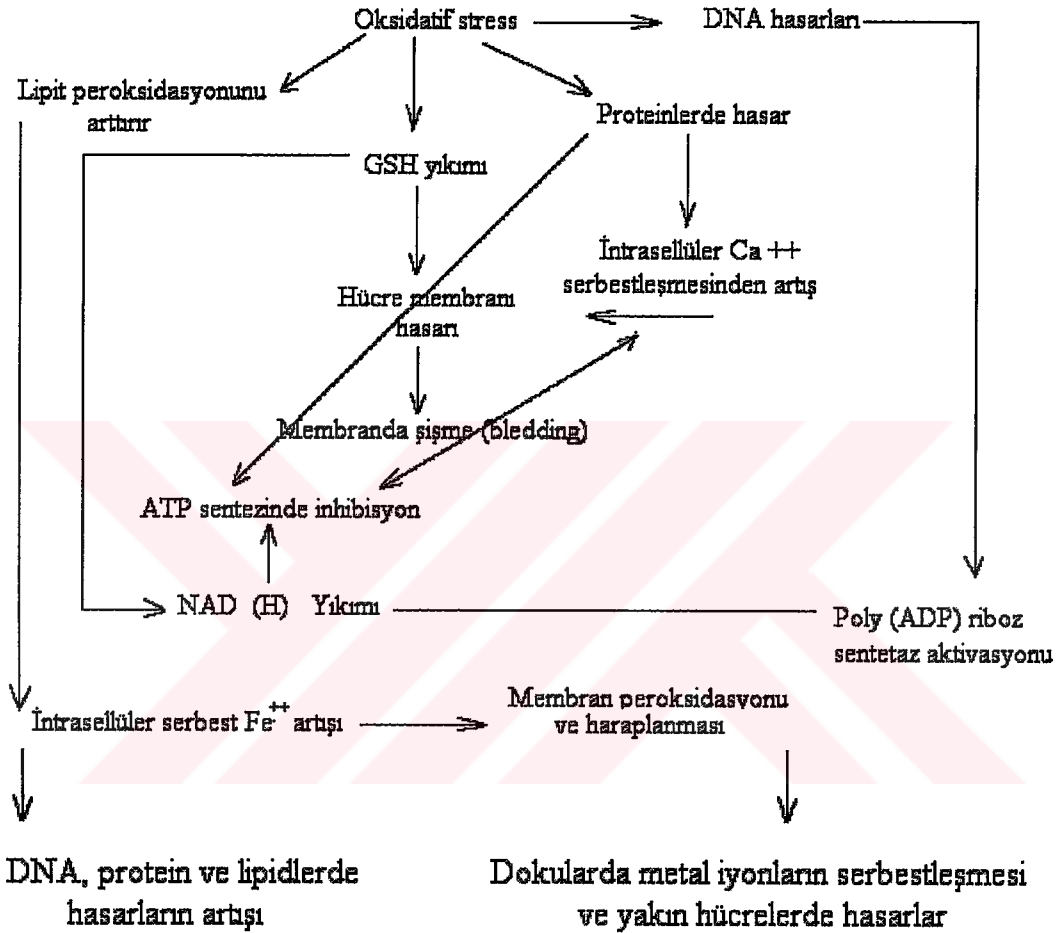 Oksidatif stress
DNA hasarları
Lipit peroksidasyonunu
arttırır
Proteinlerde hasar
GSH yıkımı
İntrasellüler Ca ++
serbestleşmesinden artış
Hücre membranı
hasarı
Membranda şişme (bledding)
ATP sentezinde inhibisyon
NAD (H) Yıkımı
Poly (ADP) riboz
sentetaz aktivasyonu
İntrasellüler serbest Fe++ artışı
Membran peroksidasyonu
ve haraplanması
DNA, protein ve lipidlerde
hasarların artışı
Dokularda metal iyonların serbestleşmesi
ve yakın hücrelerde hasarlar